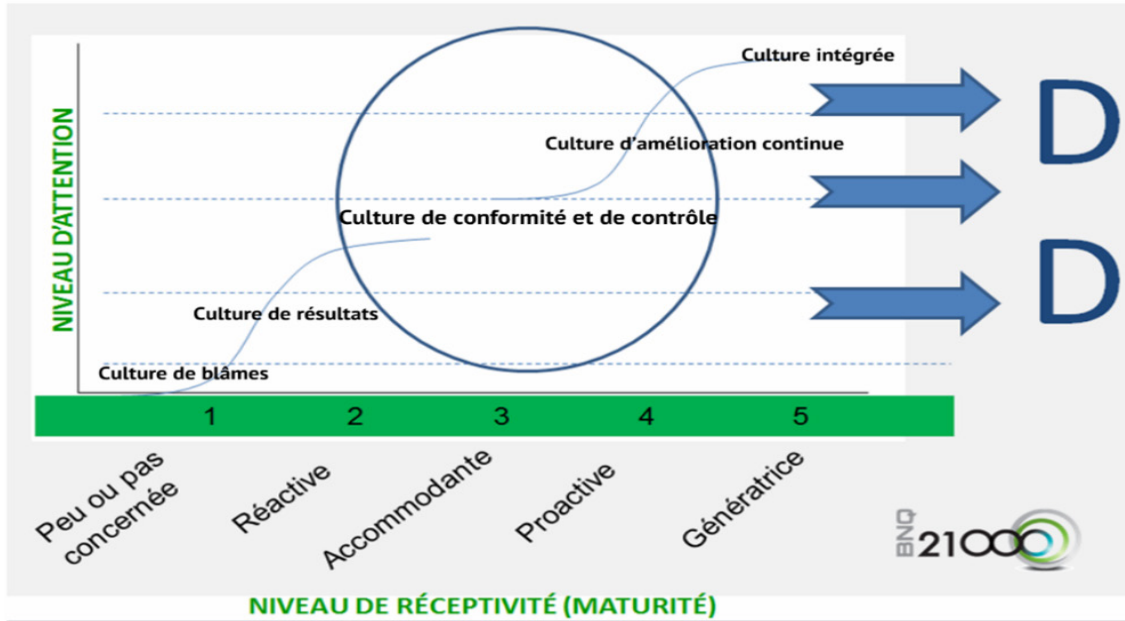 Culture intégrée
Culture d'amélioration continue
Culture de conformité et de contrôle
Culture de résultats
Culture de blâmes
NIVEAU D'ATTENTION
D
D
1 2 3 4 5
Peu ou pas
concernée
Réactive
Accommodante
Proactive
Génératrice
BNQ
21000
NIVEAU DE RÉCEPTIVITÉ (MATURITÉ)